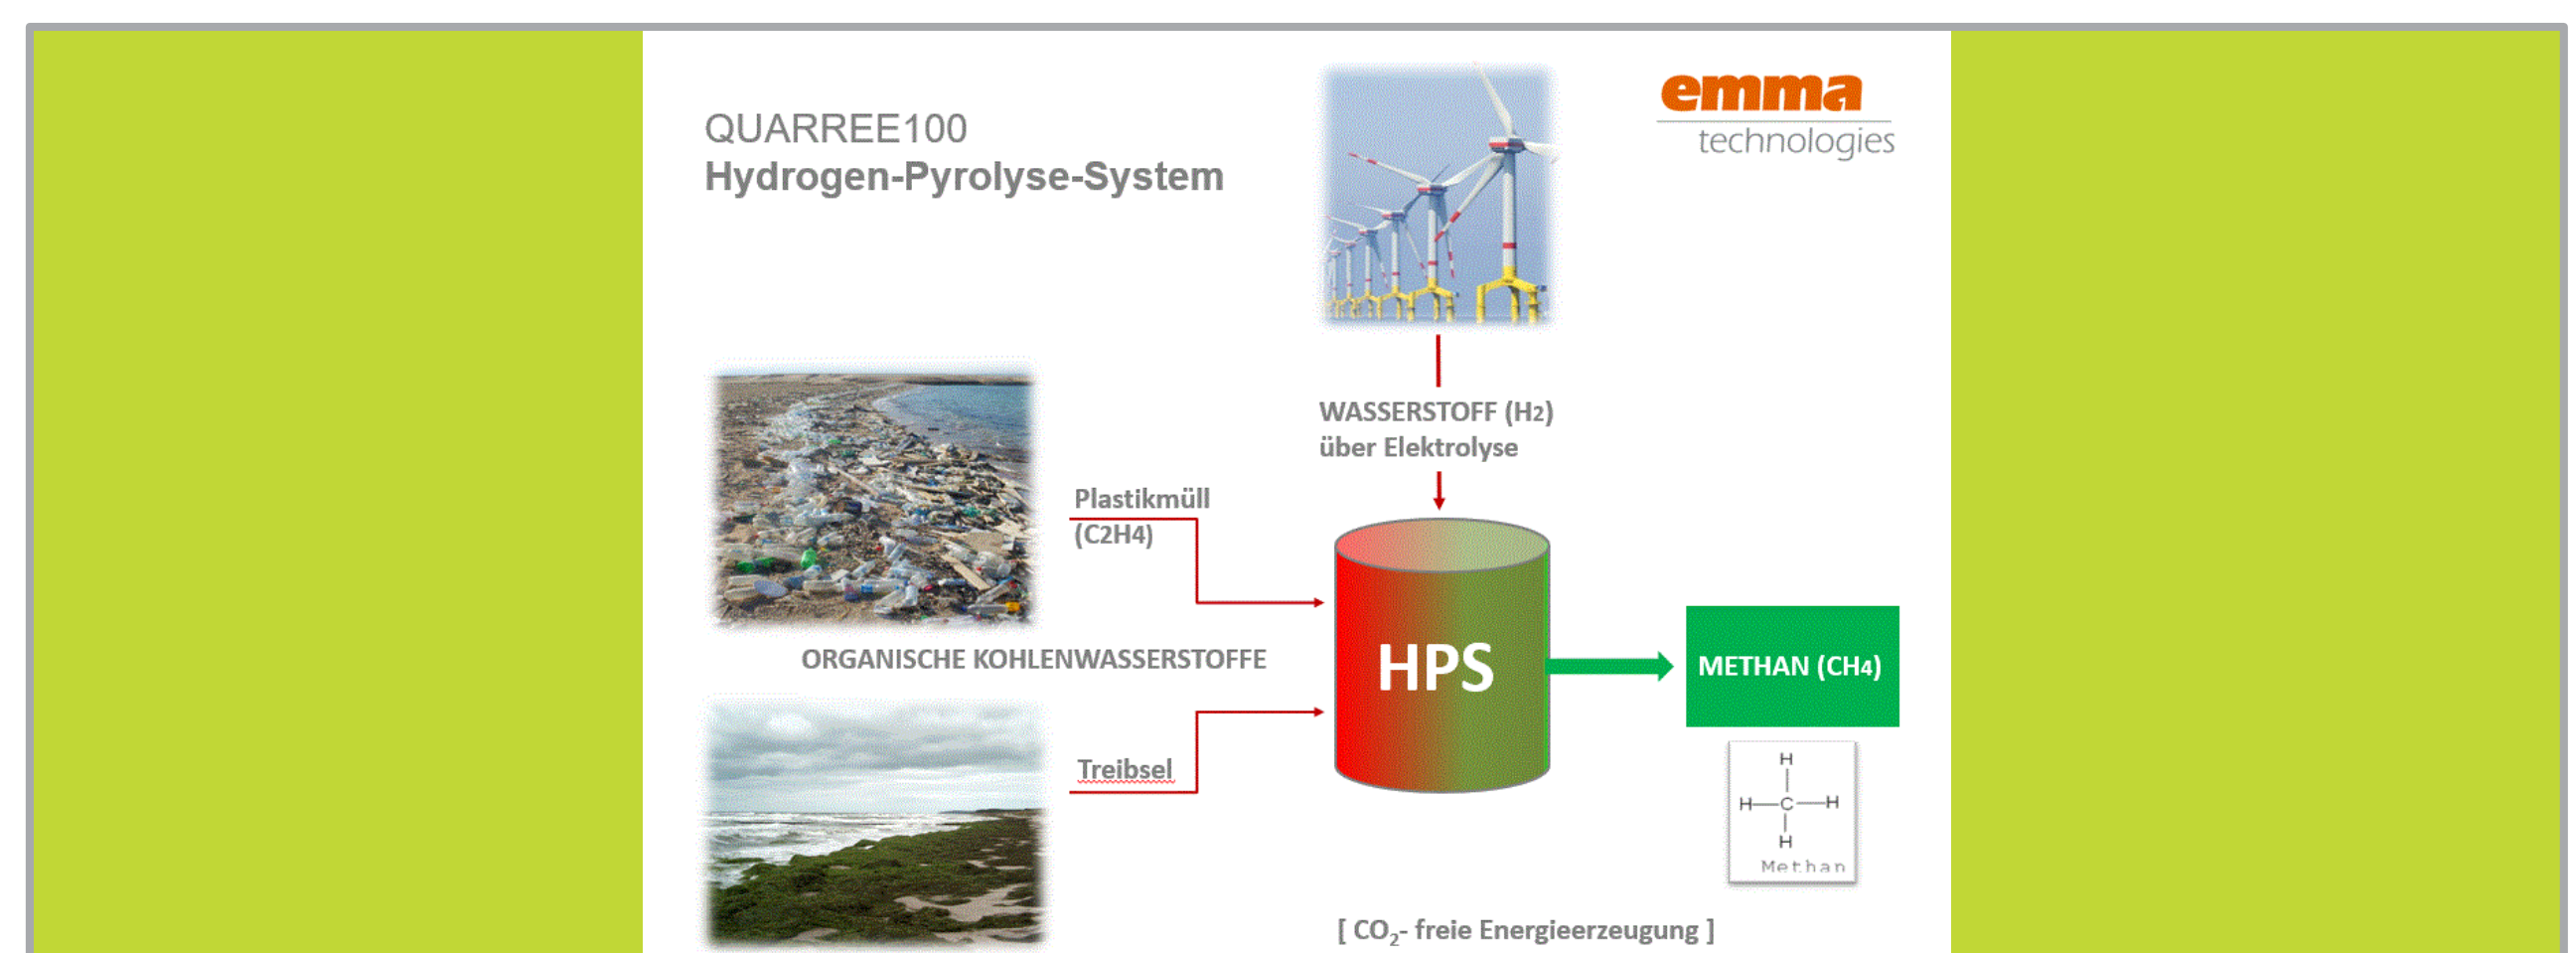 QUARREE100
Hydrogen-Pyrolyse-System
emma
technologies
WASSERSTOFF (H2)
über Elektrolyse
Plastikmüll
(C2H4)
ORGANISCHE KOHLENWASSERSTOFFE
Treibsel
HPS
METHAN (CH4)
H
H—C—H
H
Methan
[ CO₂- freie Energieerzeugung ]